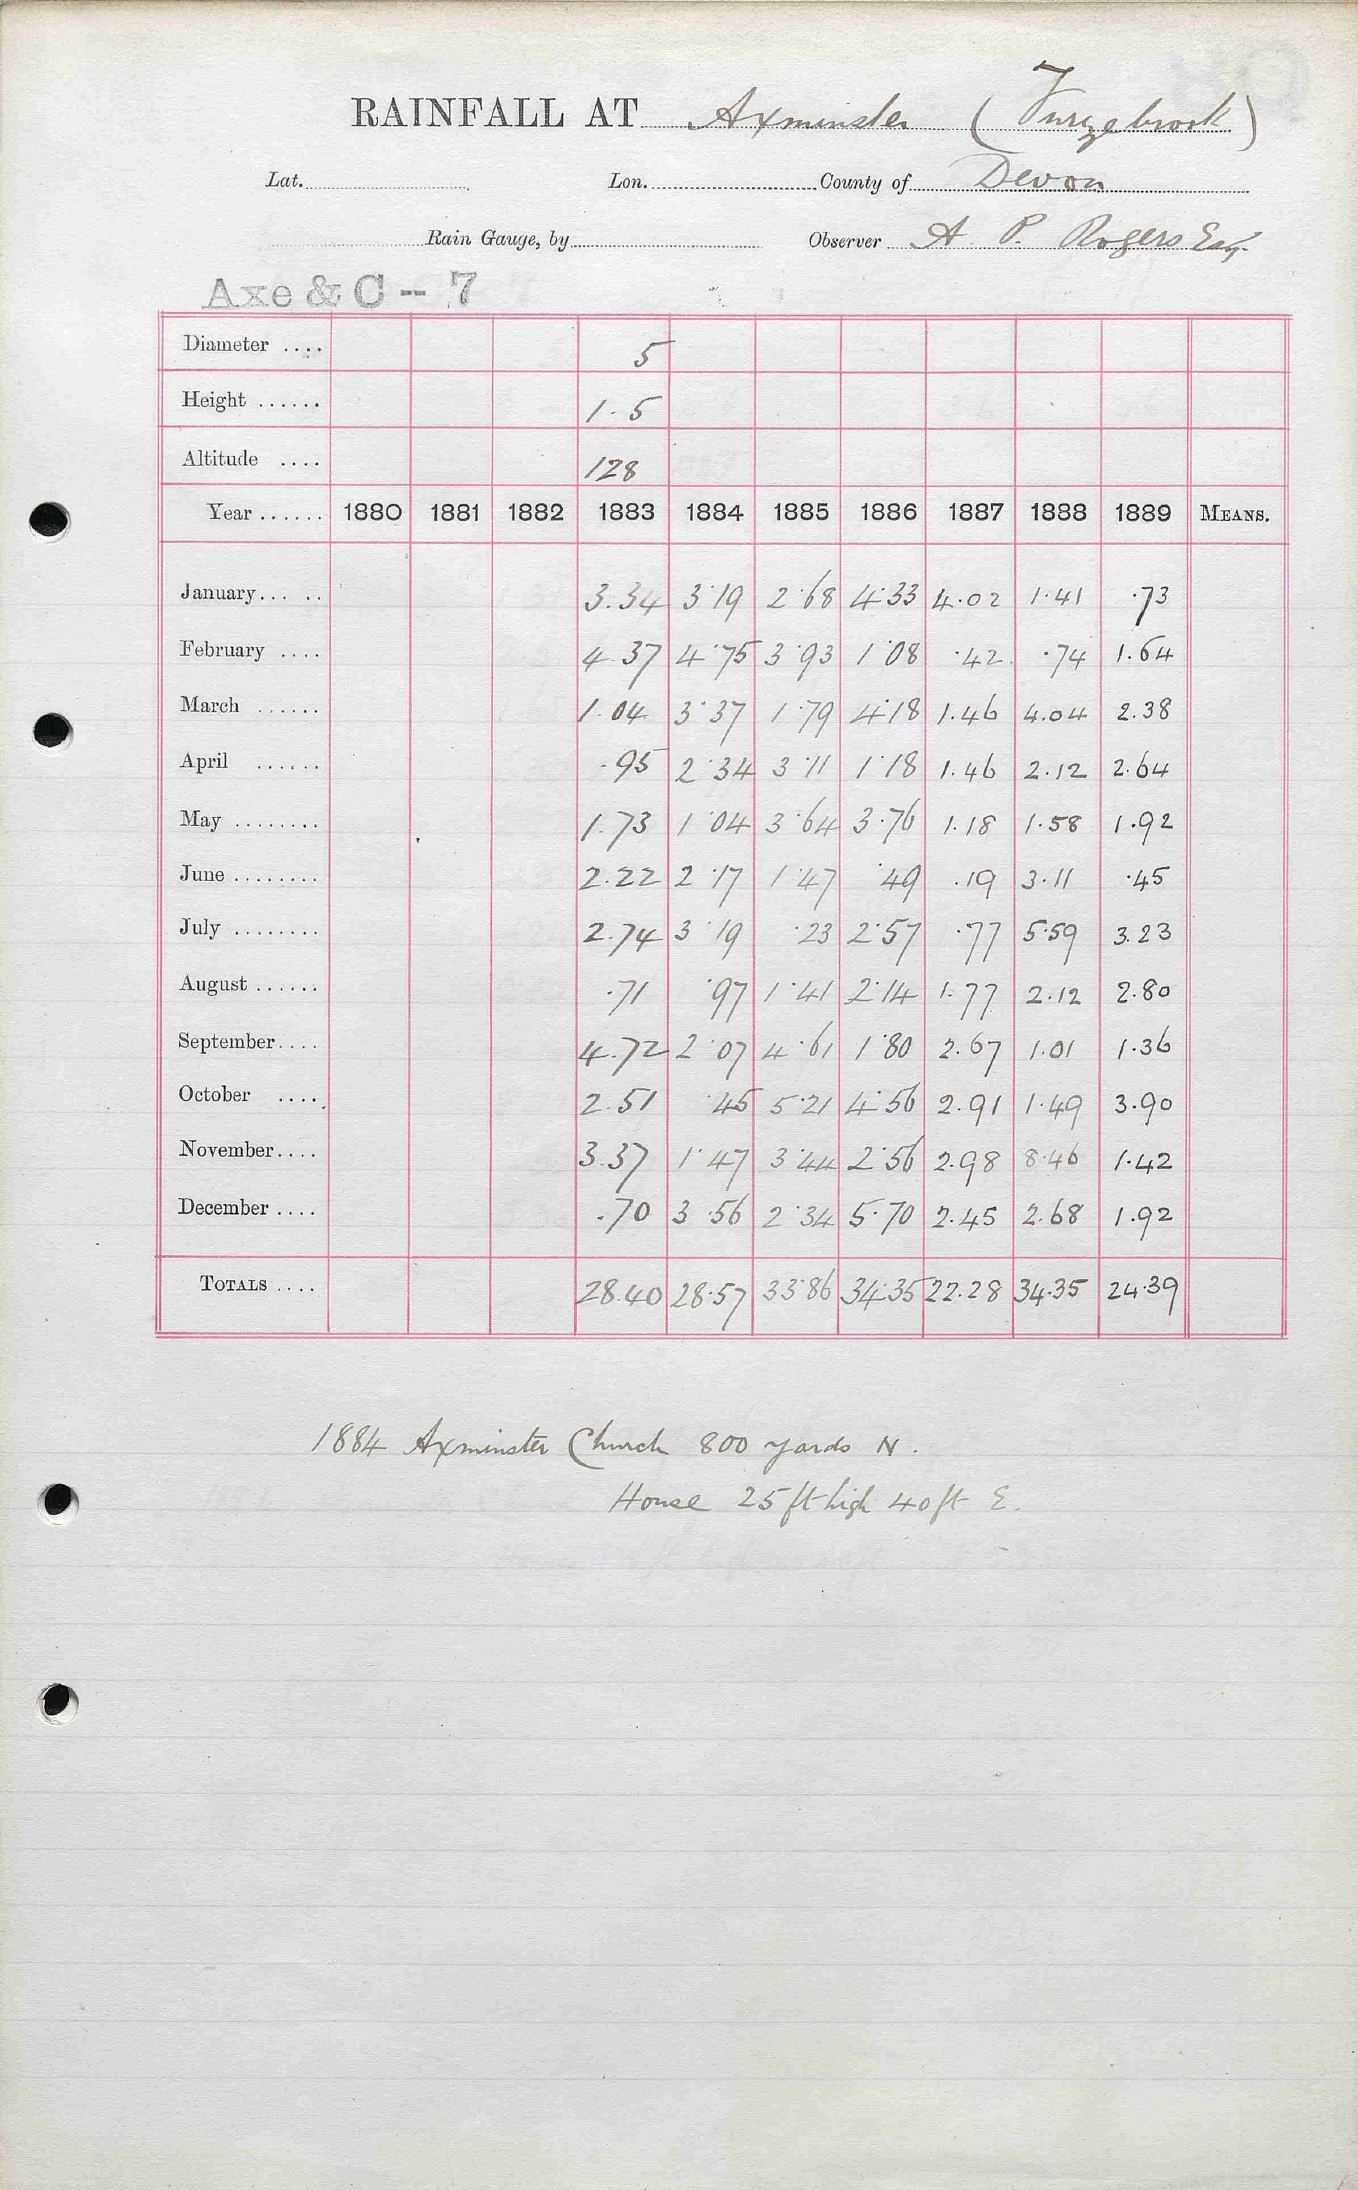 RAINFALL AT Axminster (Furzebrook)
Lat. Lon. County of Devon
Rain Gauge, by Observer A. P. Rogers Esq.
Axe & C - 7
Diameter .... 5
Height ...... 1.5
Altitude .... 128
Year ...... 1880 1881 1882 1883 1884 1885 1886 1887 1888 1889 MEANS.
January... .. 3.34 3.19 2.68 4.33 4.02 1.41 .73
February .... 4.37 4.75 3.93 1.08 .42 .74 1.64
March ...... 1.04 3.37 1.79 4.18 1.46 4.04 2.38
April ...... .95 2.34 3.11 1.18 1.46 2.12 2.64
May ........ 1.73 1.04 3.64 3.76 1.18 1.58 1.92
June ........ 2.22 2.17 1.47 .49 .19 3.11 .45
July ........ 2.74 3.19 .23 2.57 .77 5.59 3.23
August ...... .71 .97 1.41 2.14 1.77 2.12 2.80
September.... 4.72 2.07 4.61 1.80 2.67 1.01 1.36
October .... 2.51 .45 5.21 4.56 2.91 1.49 3.90
November.... 3.37 1.47 3.44 2.56 2.98 8.46 1.42
December .... .70 3.56 2.34 5.70 2.45 2.68 1.92
TOTALS .... 28.40 28.57 33.86 34.35 22.28 34.35 24.39
1884 Axminster Church 800 yards N.
House 25 ft high 40 ft E.